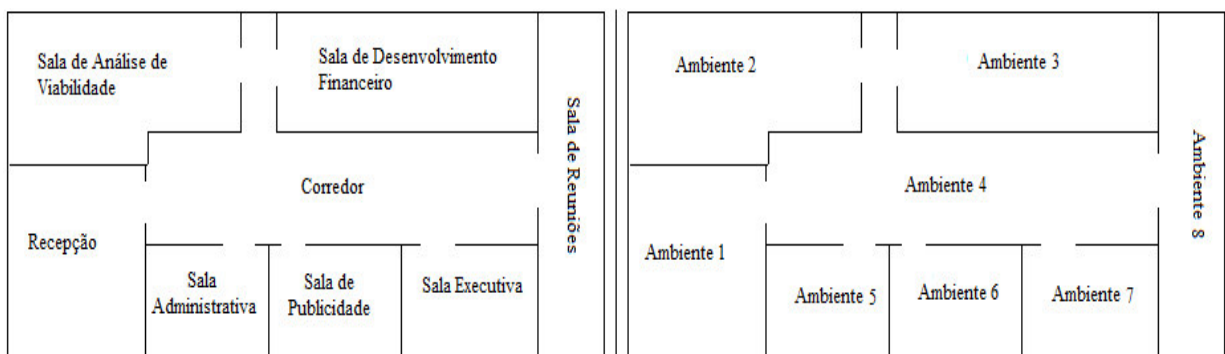 Sala de Análise de
Viabilidade
Sala de Desenvolvimento
Financeiro
Sala de Reuniões
Corredor
Recepção
Sala
Administrativa
Sala de
Publicidade
Sala Executiva
Ambiente 2
Ambiente 3
Ambiente 8
Ambiente 4
Ambiente 1
Ambiente 5
Ambiente 6
Ambiente 7